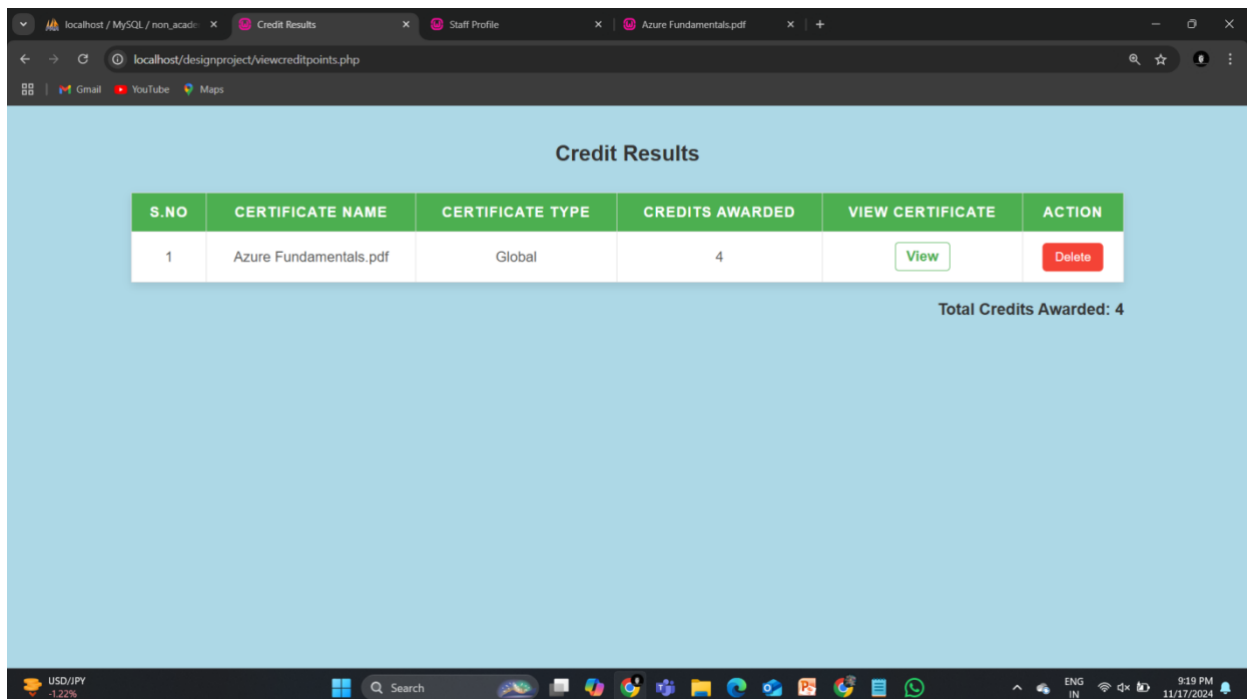 localhost / MySQL / non_acade
Credit Results
Staff Profile
Azure Fundamentals.pdf
localhost/designproject/viewcreditpoints.php
Gmail
YouTube
Maps
Credit Results
S.NO CERTIFICATE NAME CERTIFICATE TYPE CREDITS AWARDED VIEW CERTIFICATE ACTION
1 Azure Fundamentals.pdf Global 4 View Delete
Total Credits Awarded: 4
USD/JPY
-1.22%
Search
ENG
IN
9:19 PM
11/17/2024